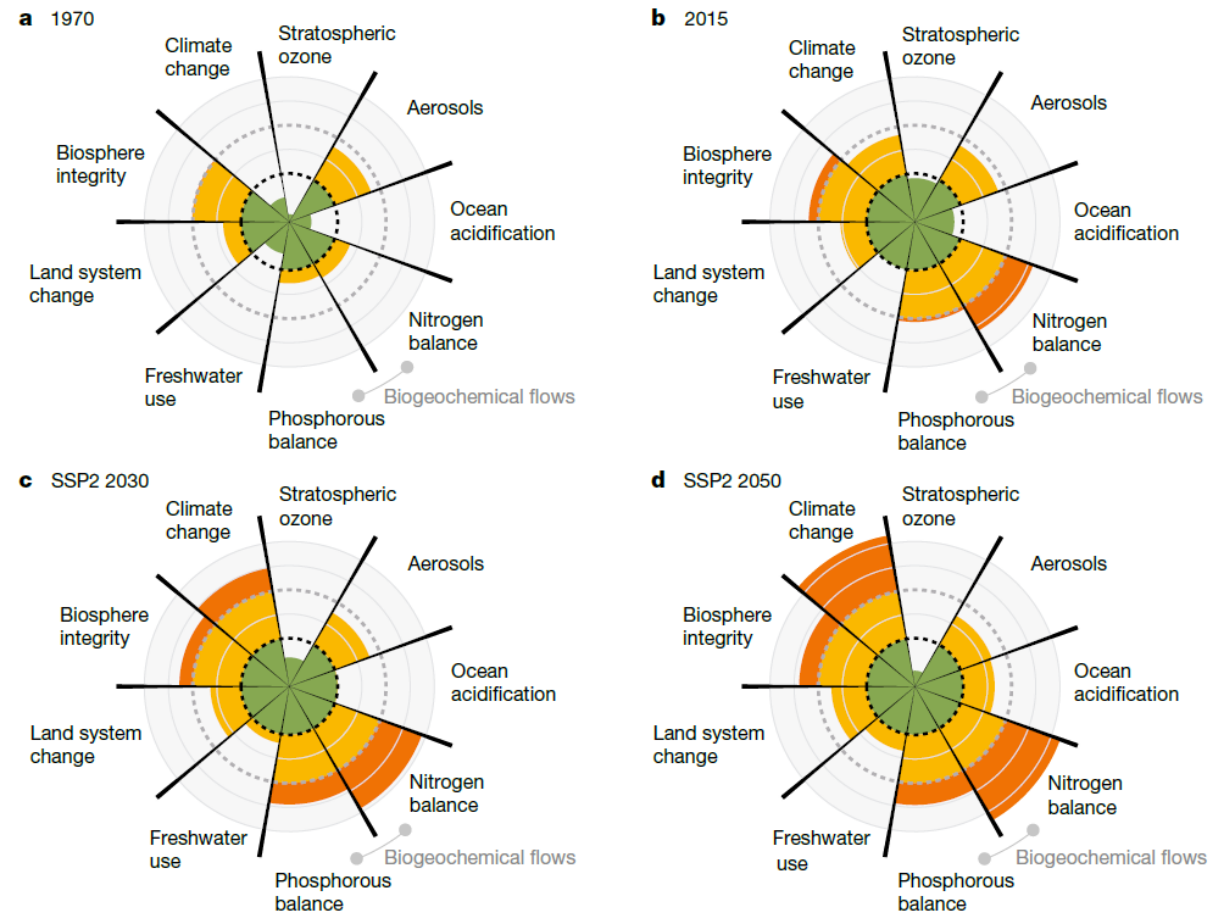 a 1970
Climate
change
Stratospheric
ozone
Aerosols
Biosphere
integrity
Ocean
acidification
Land system
change
Nitrogen
balance
Freshwater
use
Biogeochemical flows
Phosphorous
balance
b 2015
Climate
change
Stratospheric
ozone
Aerosols
Biosphere
integrity
Ocean
acidification
Land system
change
Nitrogen
balance
Freshwater
use
Biogeochemical flows
Phosphorous
balance
c SSP2 2030
Climate
change
Stratospheric
ozone
Aerosols
Biosphere
integrity
Ocean
acidification
Land system
change
Nitrogen
balance
Freshwater
use
Biogeochemical flows
Phosphorous
balance
d SSP2 2050
Climate
change
Stratospheric
ozone
Aerosols
Biosphere
integrity
Ocean
acidification
Land system
change
Nitrogen
balance
Freshwater
use
Biogeochemical flows
Phosphorous
balance